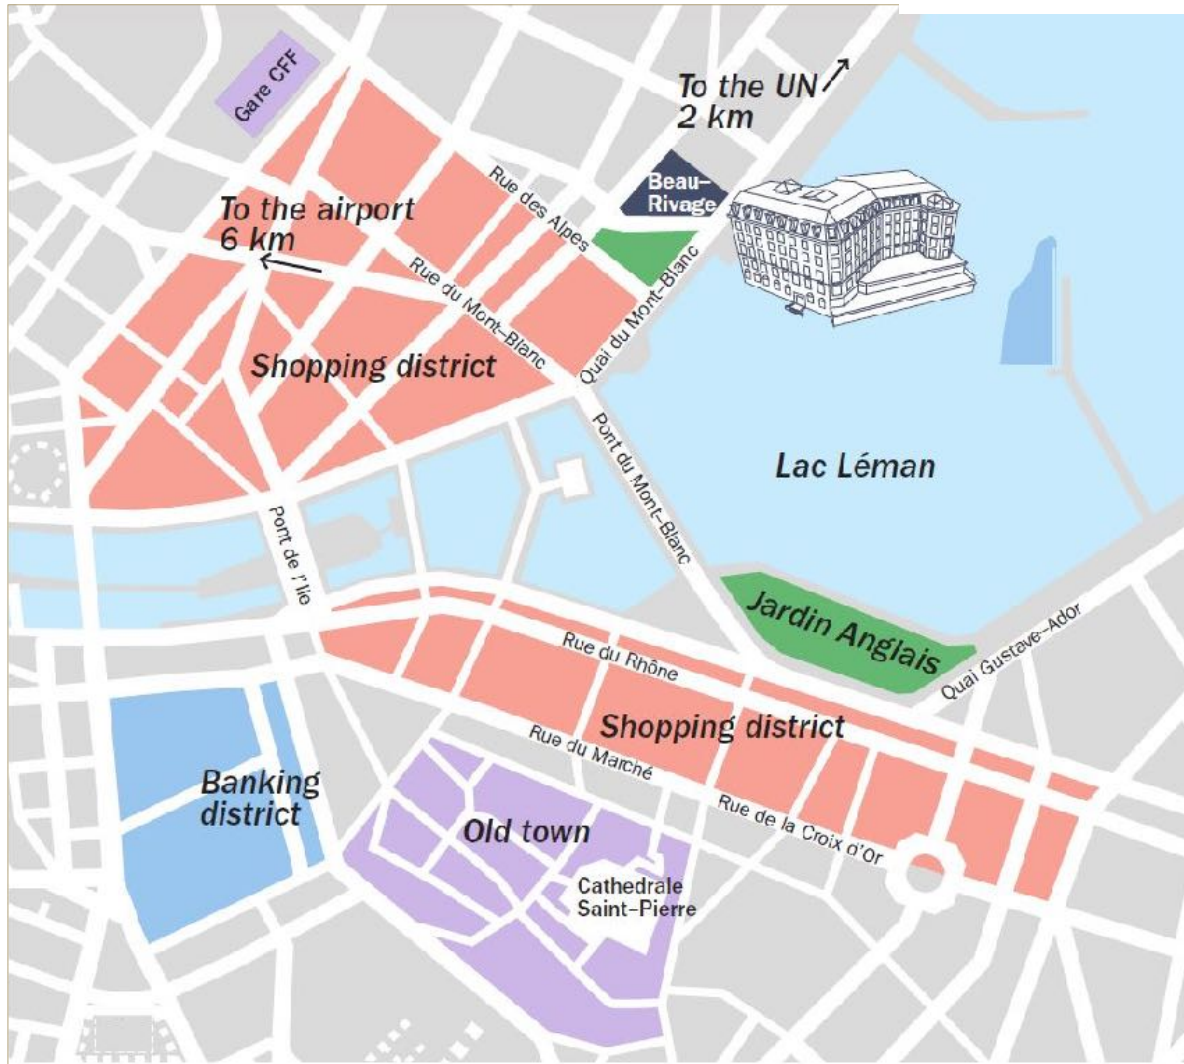 Gare CFF
To the UN
2 km
Beau–
Rivage
Rue des Alpes
To the airport
6 km
Rue du Mont–Blanc
Quai du Mont–Blanc
Shopping district
Pont du Mont–Blanc
Lac Léman
Pont de l'Ile
Jardin Anglais
Quai Gustave–Ador
Rue du Rhône
Shopping district
Rue du Marché
Banking
district
Rue de la Croix d'Or
Old town
Cathedrale
Saint–Pierre